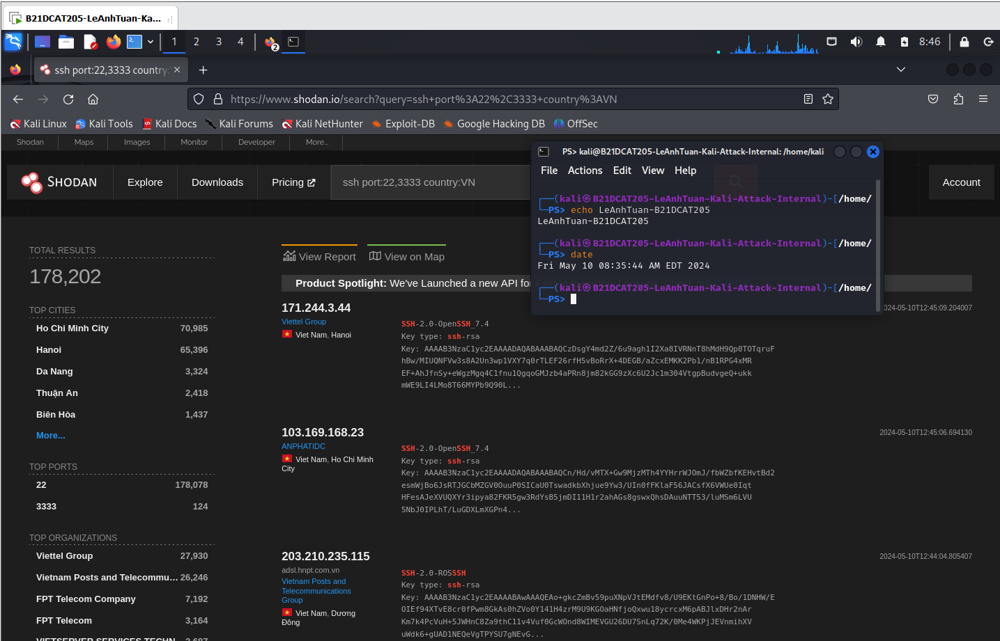 B21DCAT205-LeAnhTuan-Ka...
1 2 3 4
2
8:46
ssh port:22,3333 country:
https://www.shodan.io/search?query=ssh+port%3A22%2C3333+country%3AVN
Kali Linux Kali Tools Kali Docs Kali Forums Kali NetHunter Exploit-DB Google Hacking DB OffSec
Shodan Maps Images Monitor Developer More...
SHODAN Explore Downloads Pricing ssh port:22,3333 country:VN Account
PS> kali@B21DCAT205-LeAnhTuan-Kali-Attack-Internal: /home/kali
File Actions Edit View Help
┌──(kali㉿B21DCAT205-LeAnhTuan-Kali-Attack-Internal)-[/home/
└─PS> echo LeAnhTuan-B21DCAT205
LeAnhTuan-B21DCAT205
┌──(kali㉿B21DCAT205-LeAnhTuan-Kali-Attack-Internal)-[/home/
└─PS> date
Fri May 10 08:35:44 AM EDT 2024
┌──(kali㉿B21DCAT205-LeAnhTuan-Kali-Attack-Internal)-[/home/
└─PS>
TOTAL RESULTS
178,202
TOP CITIES
Ho Chi Minh City 70,985
Hanoi 65,396
Da Nang 3,324
Thuận An 2,418
Biên Hòa 1,437
More...
TOP PORTS
22 178,078
3333 124
TOP ORGANIZATIONS
Viettel Group 27,930
Vietnam Posts and Telecommu... 26,246
FPT Telecom Company 7,192
FPT Telecom 3,164
VIETSERVER SERVICES TECHN 2,687
View Report View on Map
Product Spotlight: We've Launched a new API for
171.244.3.44
Viettel Group
Viet Nam, Hanoi
2024-05-10T12:45:09.204007
SSH-2.0-OpenSSH_7.4
Key type: ssh-rsa
Key: AAAAB3NzaC1yc2EAAAADAQABAAABAQCzDsgY4md2Z/6u9agh1I2Xa8IVRNnT8hMdH9Qp0TOTqruF
hBw/MIUQNFVw3s8A2Un3wp1VXY7q0rTLEF26rfH5vBoRrX+4DEGB/aZcxEMKK2Pb1/nB1RPG4xMR
EF+AhJfnSy+eWgzMgq4C1fnu1QgqoGMJzb4aPRn8jm82kGG9zXc6U2Jc1m304VtgpBudvgeQ+ukk
mWE9LI4LMo8T66MYPb9Q90L...
103.169.168.23
ANPHATIDC
Viet Nam, Ho Chi Minh
City
2024-05-10T12:45:06.694130
SSH-2.0-OpenSSH_7.4
Key type: ssh-rsa
Key: AAAAB3NzaC1yc2EAAAADAQABAAABAQCn/Hd/vMTX+Gw9MjzMTh4YYHrrWJOmJ/fbWZbfKEHvtBd2
esmWjBo6JsRTJGCbMZGV0OuuP0SICaU0TswadkbXhjue9Yw3/UIn0fFKlaF56JACsfX6VWUe0Iqt
HFesAJeXVUQXYr3ipya82FKR5gw3RdYsB5jmDI11H1r2ahAGs8gswxQhsDAuuNTT53/luMSm6LVU
5NbJ0IPLhT/LuGDXLmXGPn4...
203.210.235.115
adsl.hnpt.com.vn
Vietnam Posts and
Telecommunications
Group
Viet Nam, Dương
Đông
2024-05-10T12:44:04.805407
SSH-2.0-ROSSSH
Key type: ssh-rsa
Key: AAAAB3NzaC1yc2EAAAABAwAAAQEAo+gkcZmBv59puXNpVJtEMdfv8/U9EKtGnPo+8/Bo/1DNHW/E
OIEf94XTvE8cr0fPwm8GkAs0hZVo0Y141H4zrM9U9KGOaHNfjoQxwu18ycrcxM6pABJlxDHr2nAr
Km7k4PcVuH+5JWHnC8Za9thC11v4Vuf0GcWOnd8WIMEVGU26DU7SnLq72K/0Me4WKPjJEVnmihXV
uWdk6+gUAD1NEQeVgTPYSU7gNEvG...